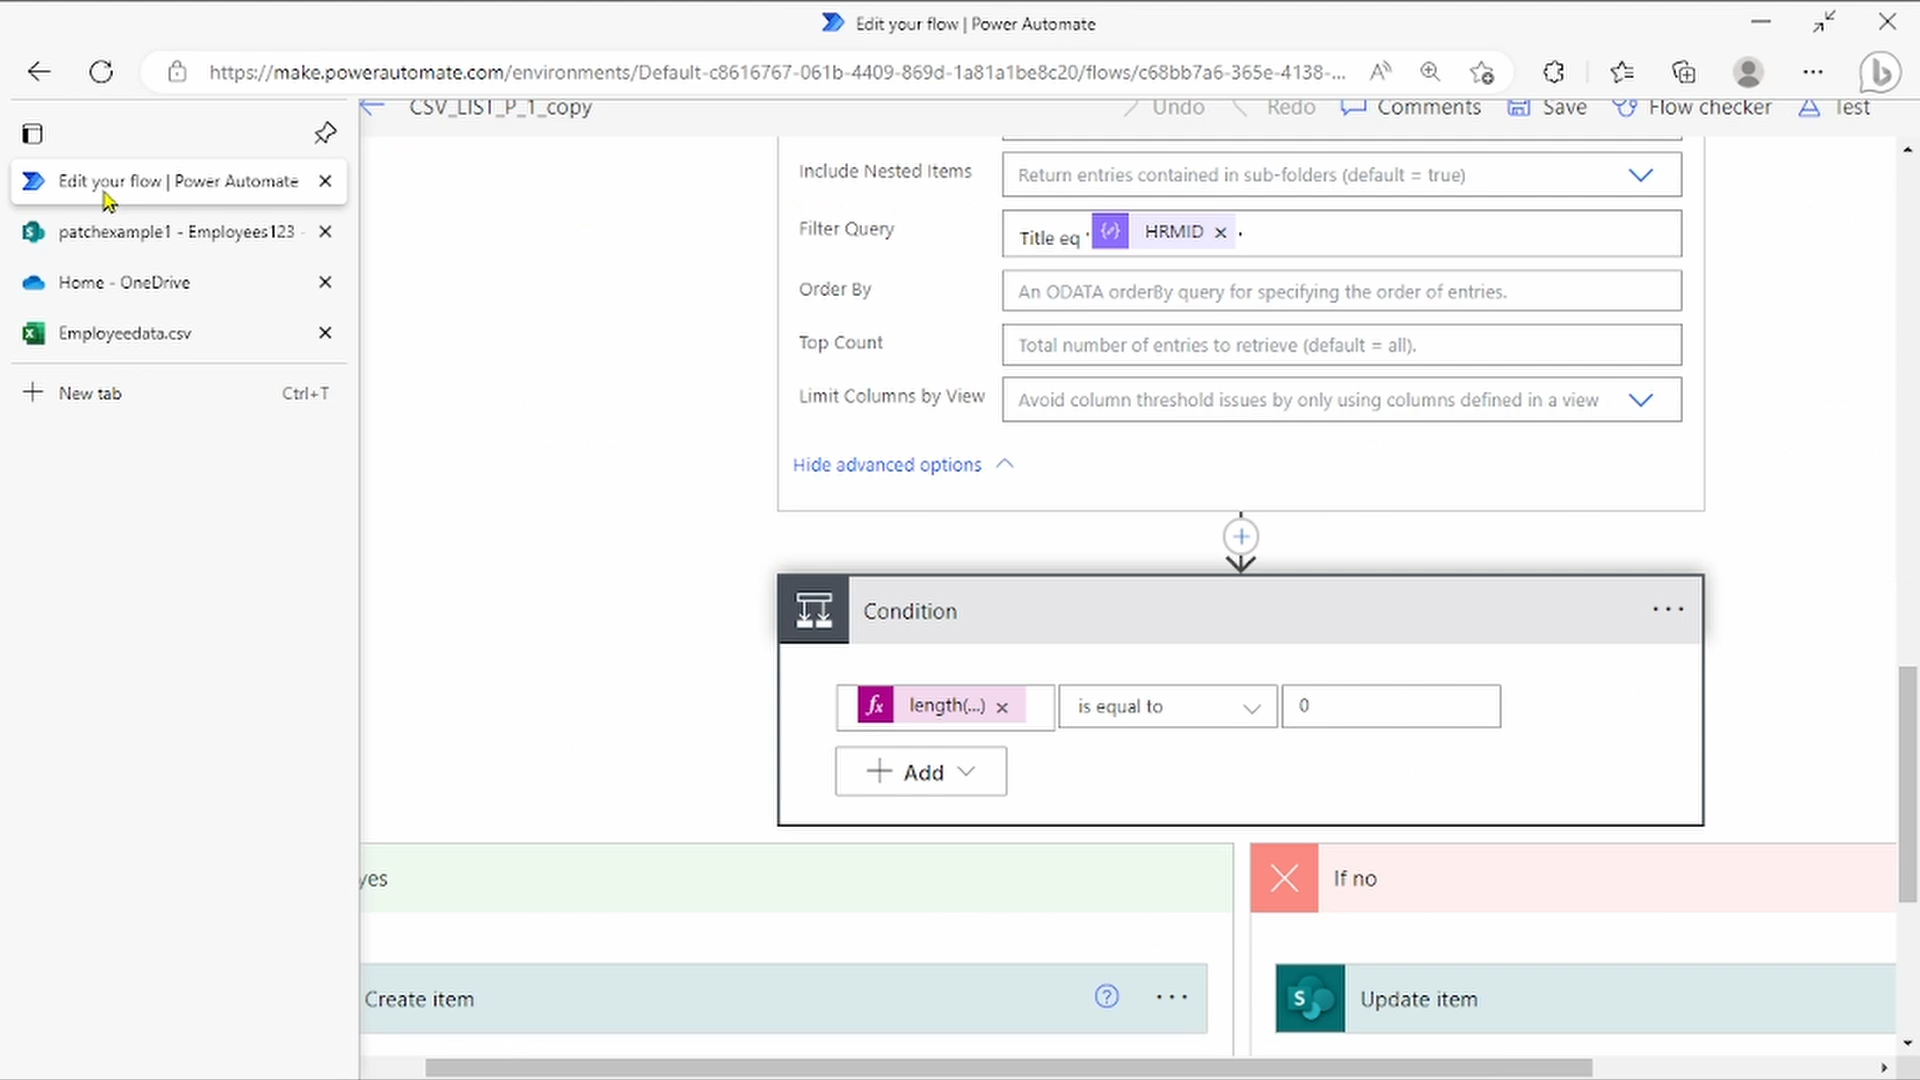 Edit your flow | Power Automate
https://make.powerautomate.com/environments/Default-c8616767-061b-4409-869d-1a81a1be8c20/flows/c68bb7a6-365e-4138-...
CSV_LIST_P_1_copy
Undo
Redo
Comments
Save
Flow checker
Test
Edit your flow | Power Automate
patchexample1 - Employees123 -
Home - OneDrive
Employeedata.csv
New tab
Ctrl+T
Include Nested Items
Return entries contained in sub-folders (default = true)
Filter Query
Title eq ' HRMID '
Order By
An ODATA orderBy query for specifying the order of entries.
Top Count
Total number of entries to retrieve (default = all).
Limit Columns by View
Avoid column threshold issues by only using columns defined in a view
Hide advanced options
Condition
fx length(...)
is equal to
0
Add
yes
If no
Create item
S Update item